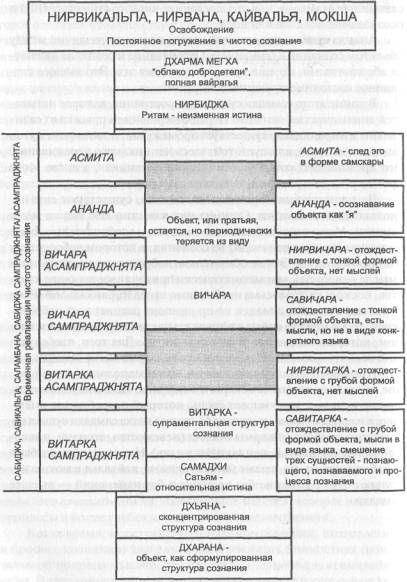 НИРВИКАЛЬПА, НИРВАНА, КАЙВАЛЬЯ, МОКША
Освобождение
Постоянное погружение в чистое сознание
ДХАРМА МЕГХА
"облако добродетели",
полная вайрагья
НИРБИДЖА
Ритам - неизменная истина
САБИДЖА, САВИКАЛЬПА, САЛАМБАНА, САБИДЖА САМПРАДЖНЯТА/ АСАМПРАДЖНЯТА
Временная реализация чистого сознания
АСМИТА
АСМИТА - след эго
в форме самскары
АНАНДА
Объект, или пратьяя,
остается, но периодически
теряется из виду
АНАНДА - осознавание
объекта как "я"
ВИЧАРА
АСАМПРАДЖНЯТА
НИРВИЧАРА - отождест-
вление с тонкой формой
объекта, нет мыслей
ВИЧАРА
САМПРАДЖНЯТА
ВИЧАРА
САВИЧАРА -
отождествление с тонкой
формой объекта, есть
мысли, но не в виде конк-
ретного языка
ВИТАРКА
АСАМПРАДЖНЯТА
НИРВИТАРКА - отождест-
вление с грубой формой
объекта, нет мыслей
ВИТАРКА
САМПРАДЖНЯТА
ВИТАРКА -
супраментальная структура
сознания
САМАДХИ
Сатьям -
относительная истина
САВИТАРКА -
отождествление с грубой
формой объекта, мысли в
виде языка, смешение
трех сущностей - познаю-
щего, познаваемого и про-
цесса познания
ДХЬЯНА -
сконцентрированная
структура сознания
ДХАРАНА -
объект, как сформулированная
структура сознания